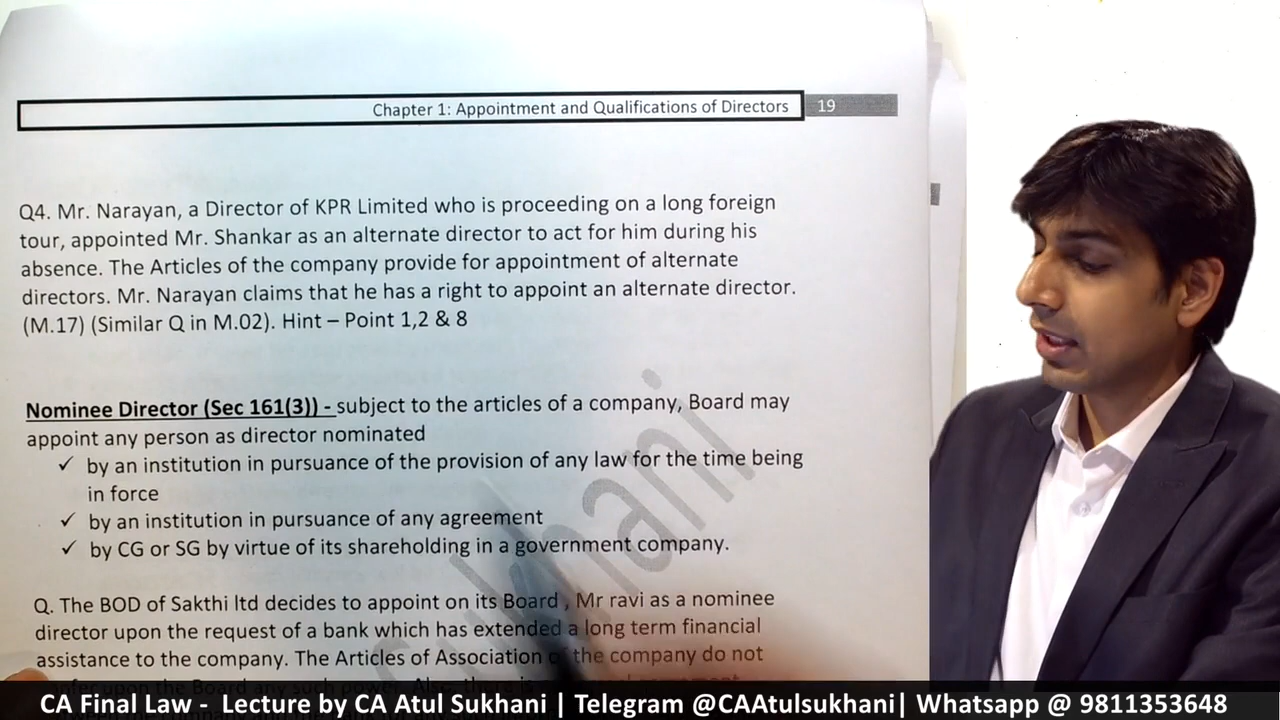 Chapter 1: Appointment and Qualifications of Directors 19
Q4. Mr. Narayan, a Director of KPR Limited who is proceeding on a long foreign
tour, appointed Mr. Shankar as an alternate director to act for him during his
absence. The Articles of the company provide for appointment of alternate
directors. Mr. Narayan claims that he has a right to appoint an alternate director.
(M.17) (Similar Q in M.02). Hint – Point 1,2 & 8
Nominee Director (Sec 161(3)) - subject to the articles of a company, Board may
appoint any person as director nominated
✓ by an institution in pursuance of the provision of any law for the time being
in force
✓ by an institution in pursuance of any agreement
✓ by CG or SG by virtue of its shareholding in a government company.
Q. The BOD of Sakthi ltd decides to appoint on its Board , Mr ravi as a nominee
director upon the request of a bank which has extended a long term financial
assistance to the company. The Articles of Association of the company do not
upon the Board any such power.
sukhani
CA Final Law - Lecture by CA Atul Sukhani | Telegram @CAAtulsukhani| Whatsapp @ 9811353648